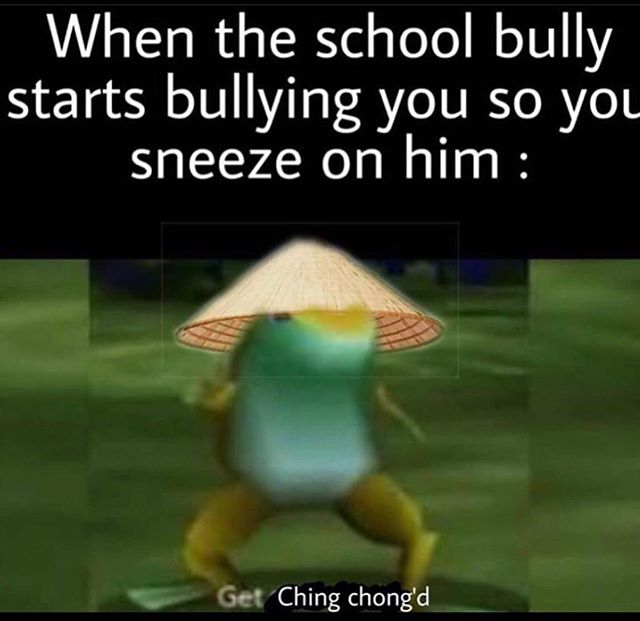 When the school bully
starts bullying you so you
sneeze on him :
Get Ching chong'd